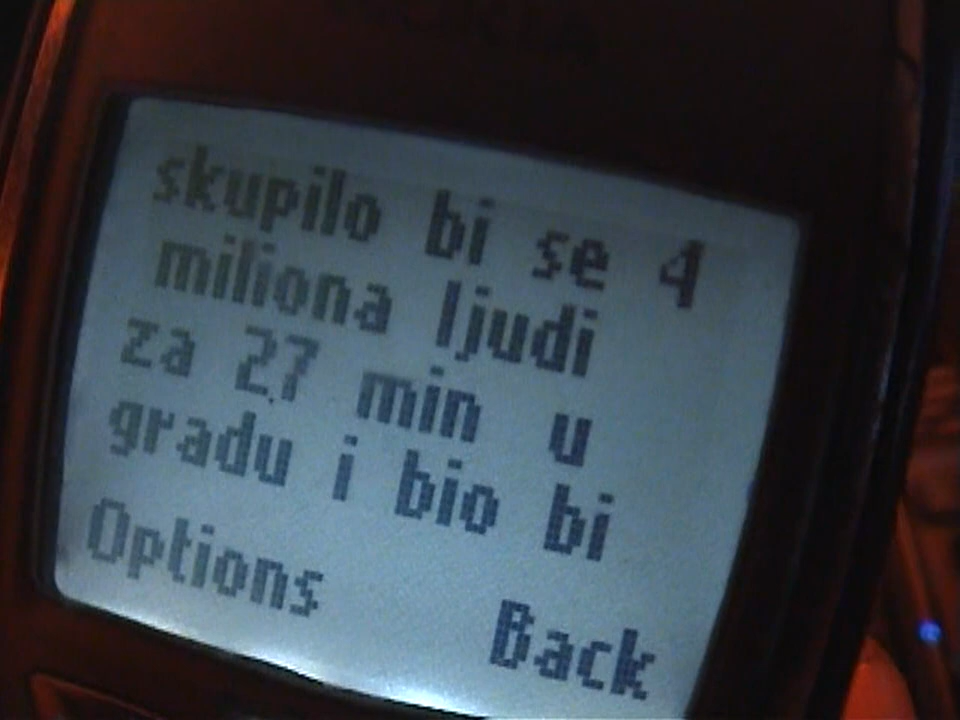 skupilo bi se 4
miliona ljudi
za 27 min u
gradu i bio bi
Options Back